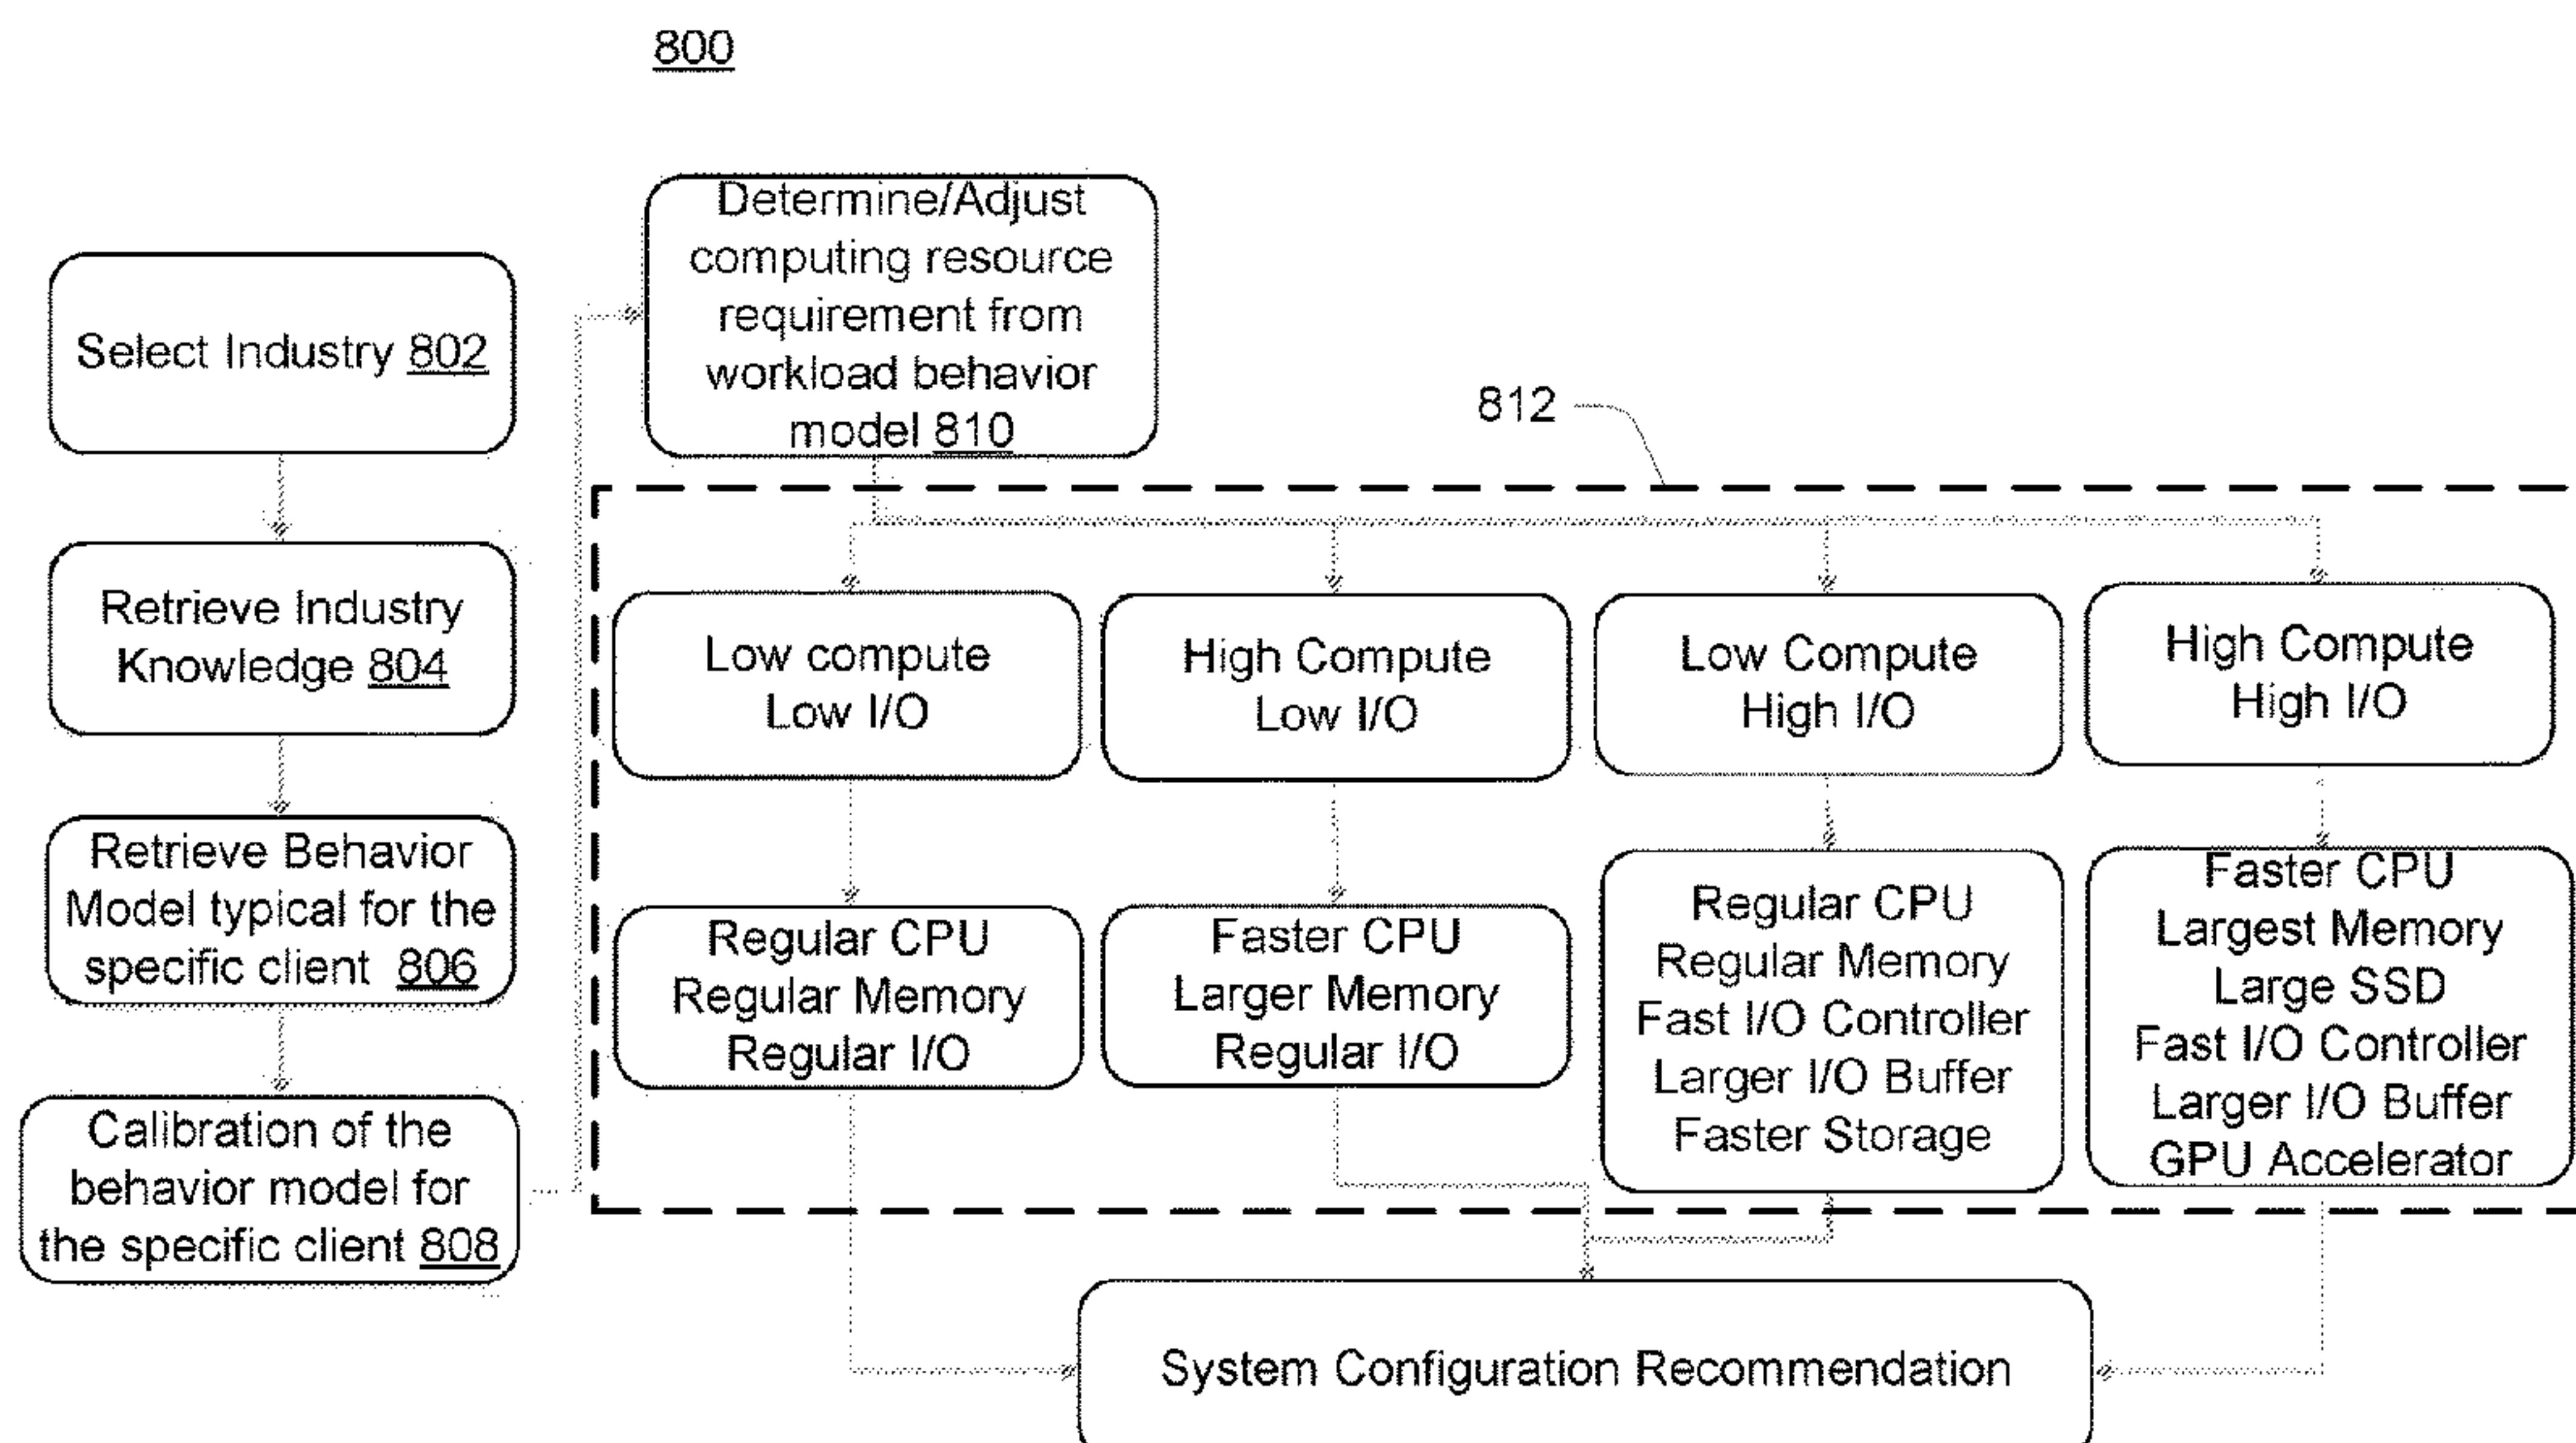 800
Select Industry 802
Retrieve Industry
Knowledge 804
Retrieve Behavior
Model typical for the
specific client 806
Calibration of the
behavior model for
the specific client 808
Determine/Adjust
computing resource
requirement from
workload behavior
model 810
812
Low compute
Low I/O
High Compute
Low I/O
Low Compute
High I/O
High Compute
High I/O
Regular CPU
Regular Memory
Regular I/O
Faster CPU
Larger Memory
Regular I/O
Regular CPU
Regular Memory
Fast I/O Controller
Larger I/O Buffer
Faster Storage
Faster CPU
Largest Memory
Large SSD
Fast I/O Controller
Larger I/O Buffer
GPU Accelerator
System Configuration Recommendation